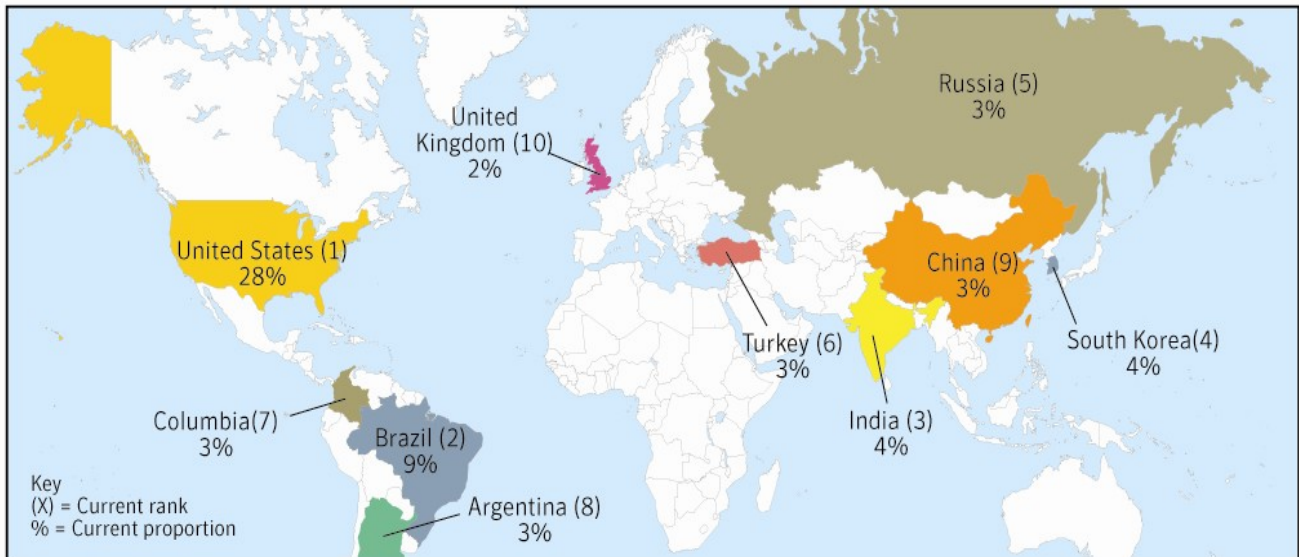 Russia (5)
3%
United
Kingdom (10)
2%
United States (1)
28%
China (9)
3%
South Korea(4)
4%
Turkey (6)
3%
India (3)
4%
Columbia(7)
3%
Brazil (2)
9%
Argentina (8)
3%
Key
(X) = Current rank
% = Current proportion